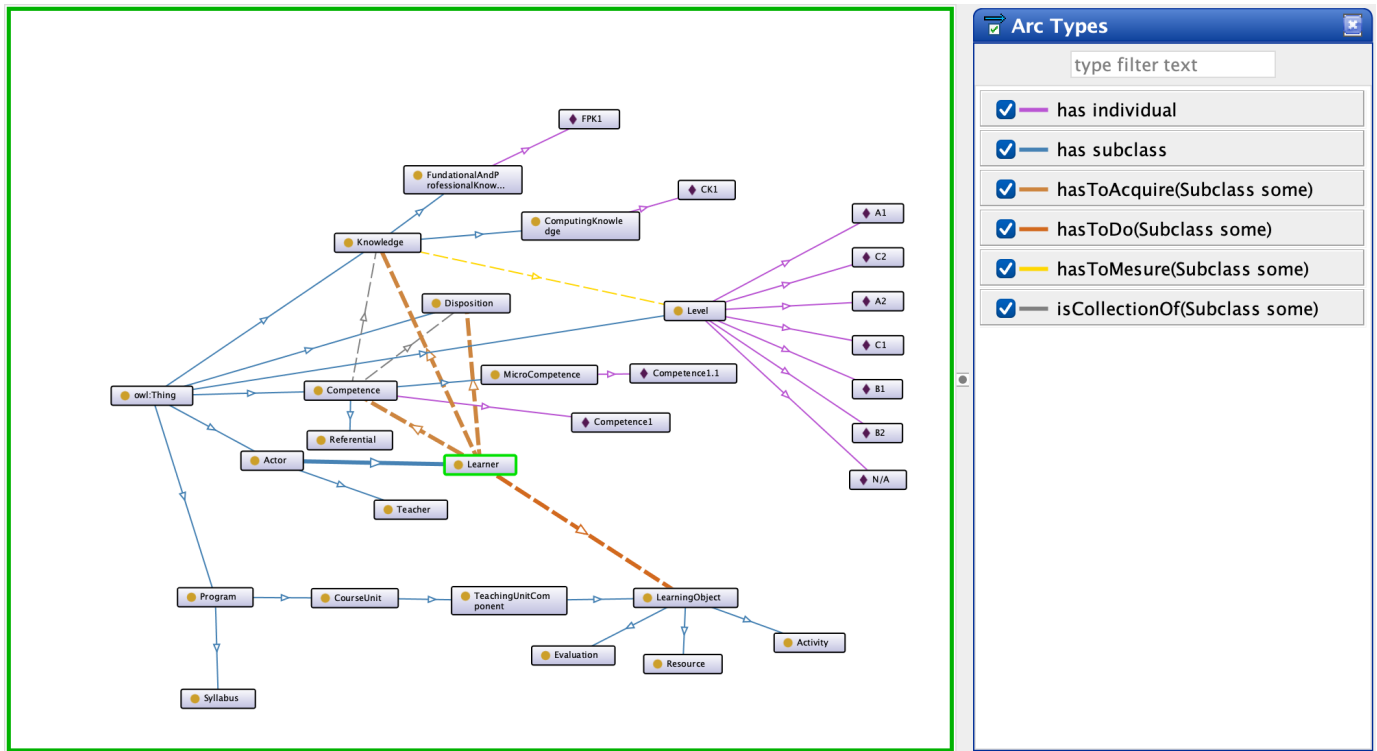 FPK1
FundationalAndP
rofessionalKnow...
CK1
ComputingKnowle
dge
A1
Knowledge
C2
Disposition
A2
Level
C1
MicroCompetence
Competence1.1
B1
owl:Thing
Competence
Competence1
B2
Referential
Actor
Learner
N/A
Teacher
Program
CourseUnit
TeachingUnitCom
ponent
LearningObject
Activity
Evaluation
Resource
Syllabus
Arc Types
type filter text
has individual
has subclass
hasToAcquire(Subclass some)
hasToDo(Subclass some)
hasToMesure(Subclass some)
isCollectionOf(Subclass some)